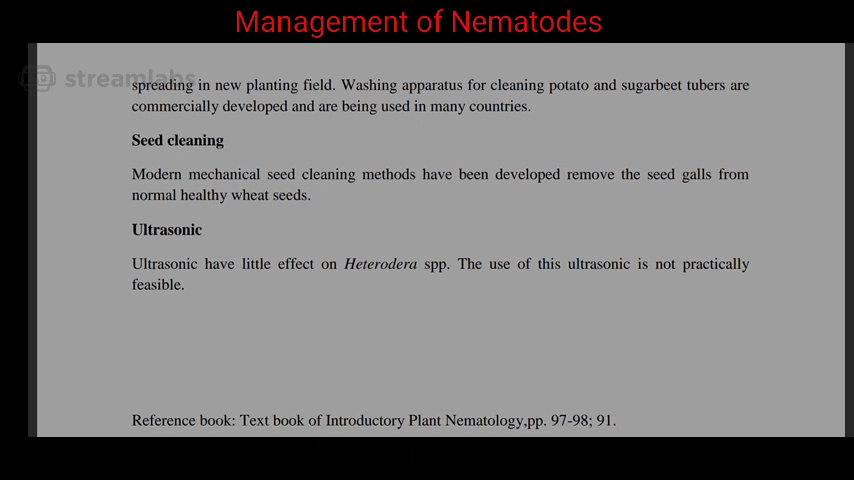 Management of Nematodes
streamlabs
spreading in new planting field. Washing apparatus for cleaning potato and sugarbeet tubers are
commercially developed and are being used in many countries.
Seed cleaning
Modern mechanical seed cleaning methods have been developed remove the seed galls from
normal healthy wheat seeds.
Ultrasonic
Ultrasonic have little effect on Heterodera spp. The use of this ultrasonic is not practically
feasible.
Reference book: Text book of Introductory Plant Nematology,pp. 97-98; 91.